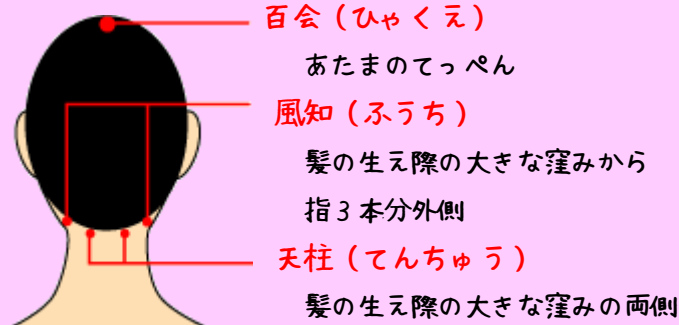 百会（ひゃくえ）
あたまのてっぺん
風知（ふうち）
髪の生え際の大きな窪みから
指３本分外側
天柱（てんちゅう）
髪の生え際の大きな窪みの両側